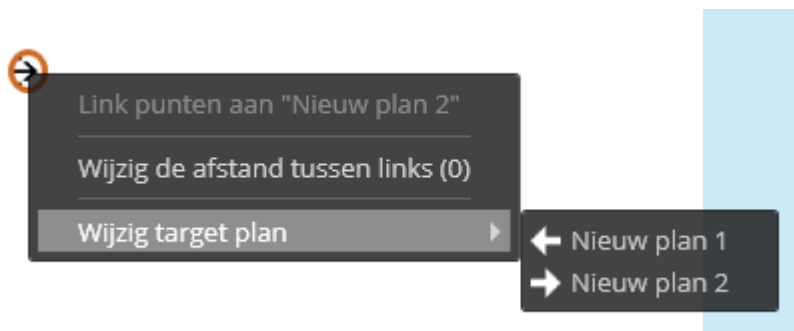 Link punten aan "Nieuw plan 2"
Wijzig de afstand tussen links (0)
Wijzig target plan
Nieuw plan 1
Nieuw plan 2